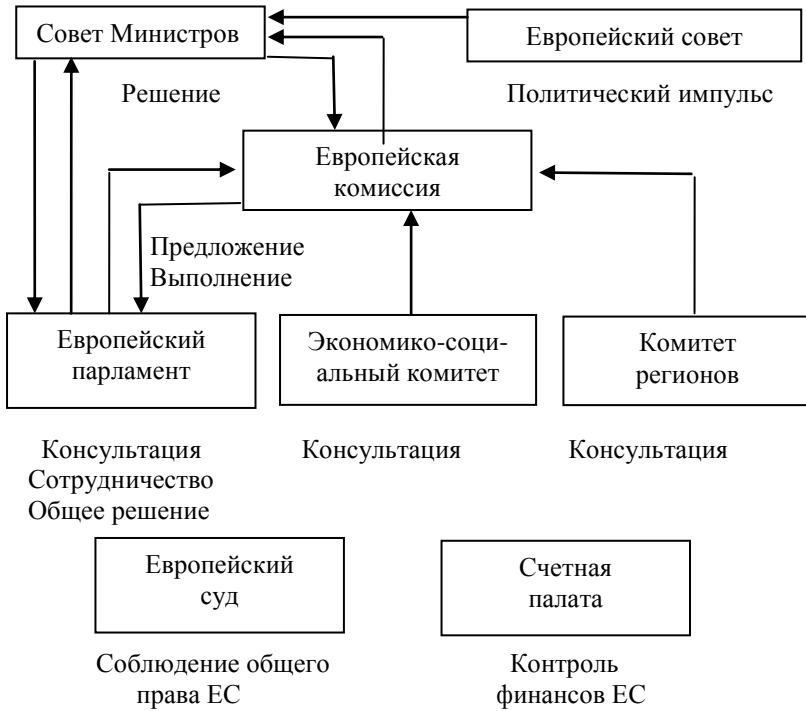 Совет Министров
Европейский совет
Решение
Политический импульс
Европейская
комиссия
Предложение
Выполнение
Европейский
парламент
Экономико-соци-
альный комитет
Комитет
регионов
Консультация
Сотрудничество
Общее решение
Консультация
Консультация
Европейский
суд
Счетная
палата
Соблюдение общего
права ЕС
Контроль
финансов ЕС